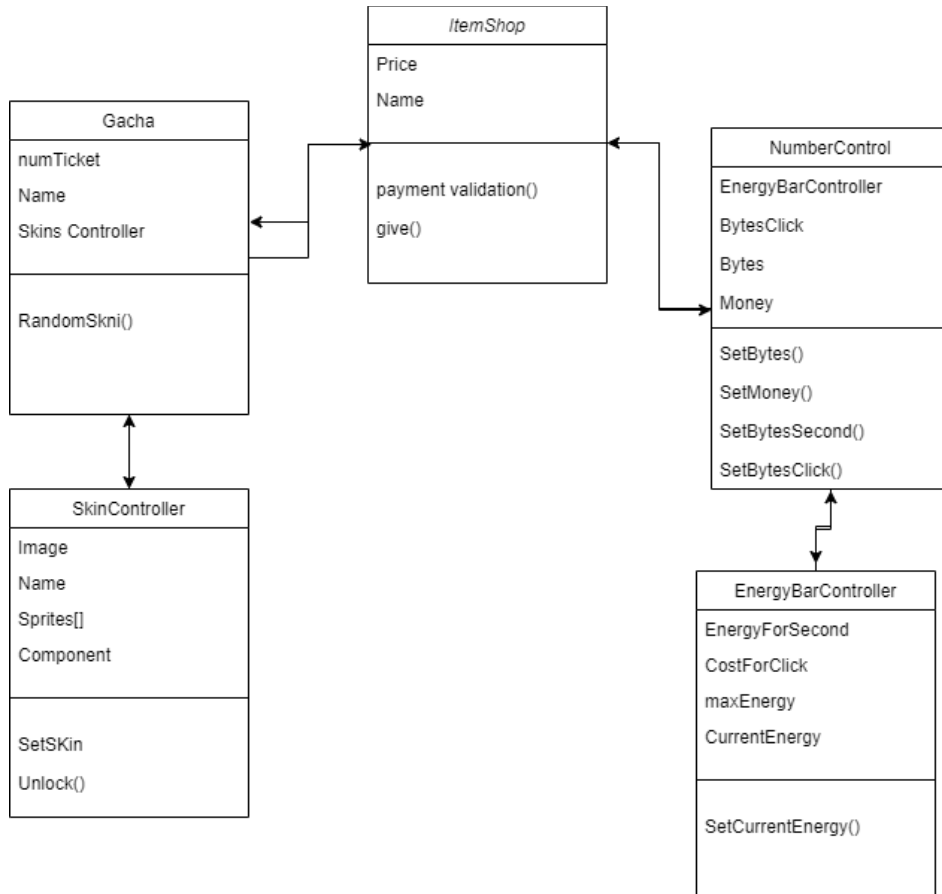 ItemShop
Price
Name
payment validation()
give()
Gacha
numTicket
Name
Skins Controller
RandomSkni()
NumberControl
EnergyBarController
BytesClick
Bytes
Money
SetBytes()
SetMoney()
SetBytesSecond()
SetBytesClick()
SkinController
Image
Name
Sprites[]
Component
SetSKin
Unlock()
EnergyBarController
EnergyForSecond
CostForClick
maxEnergy
CurrentEnergy
SetCurrentEnergy()